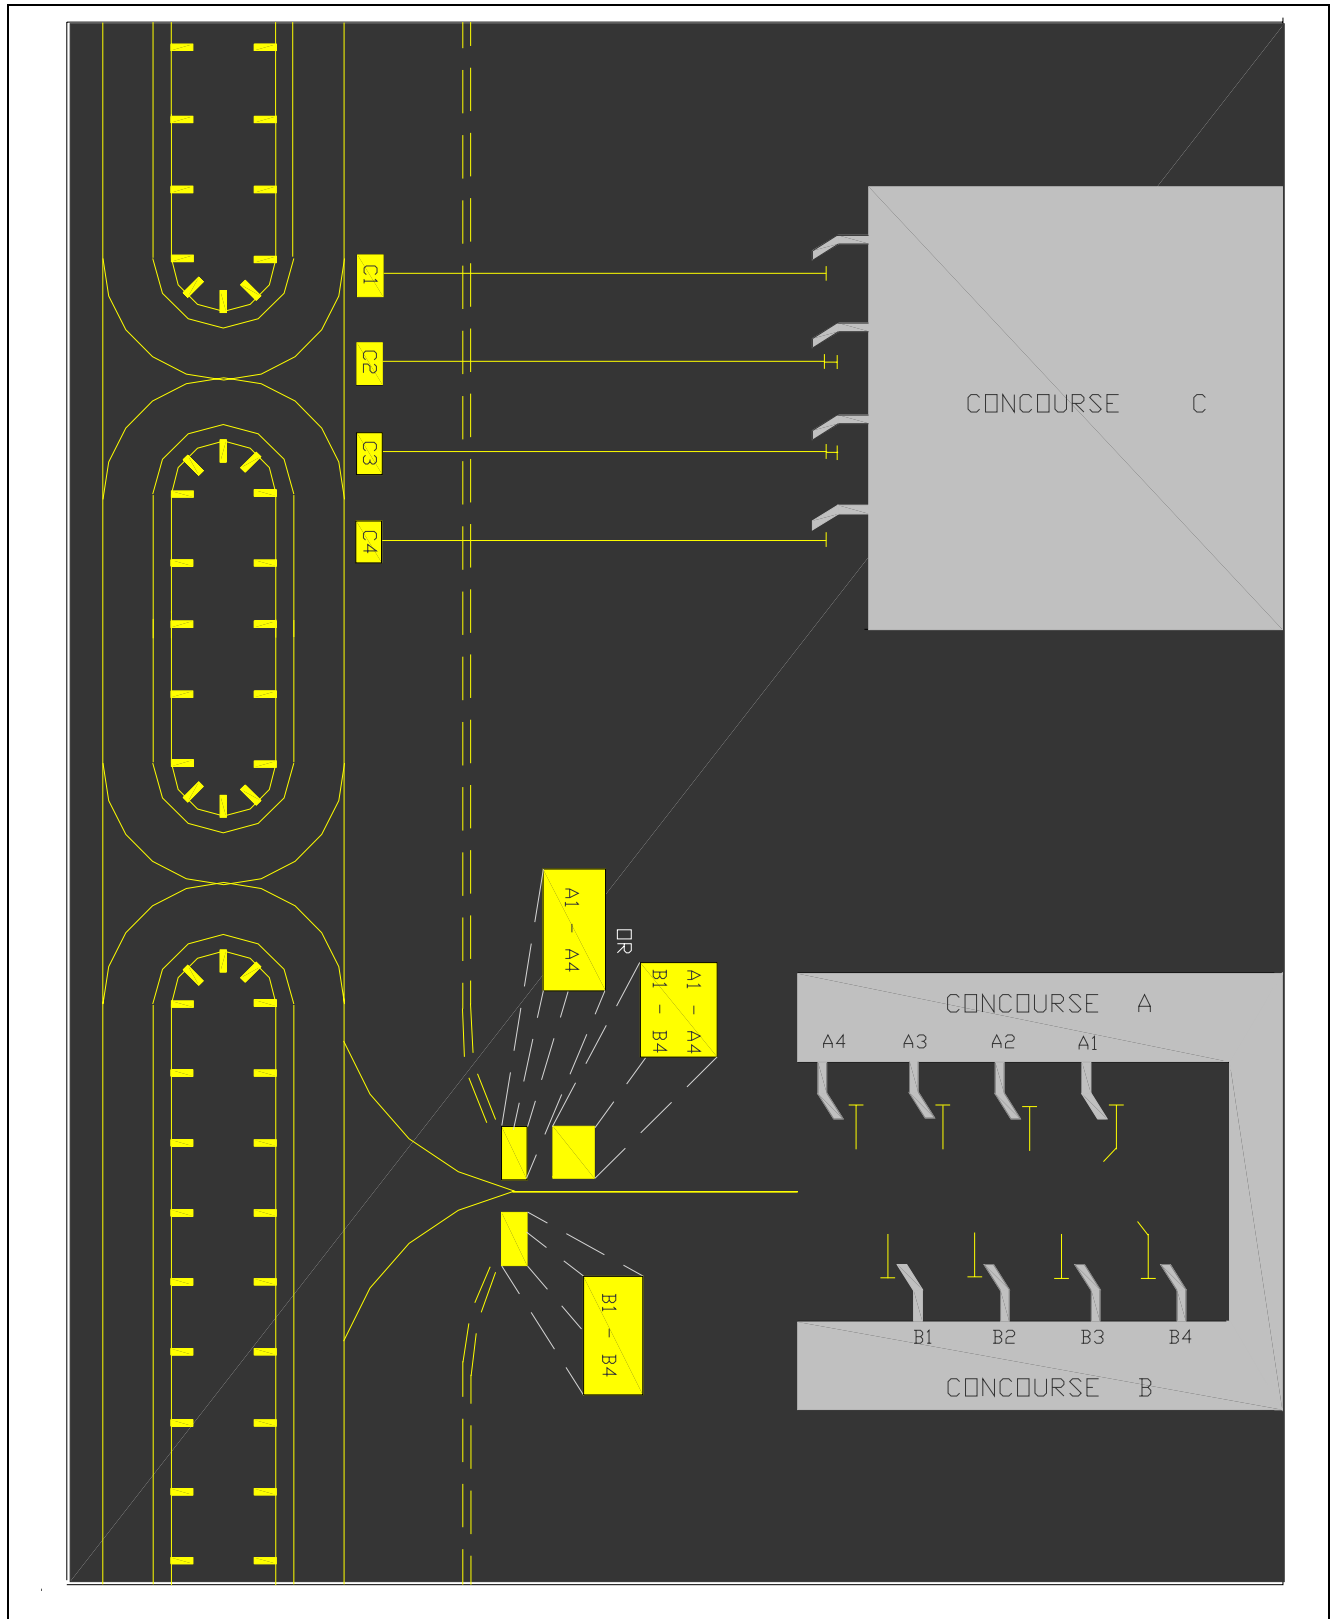 C1
C2
C3
C4
CONCOURSE C
A1 - A4
OR
A1 - A4
B1 - B4
CONCOURSE A
A4 A3 A2 A1
B1 - B4
B1 B2 B3 B4
CONCOURSE B